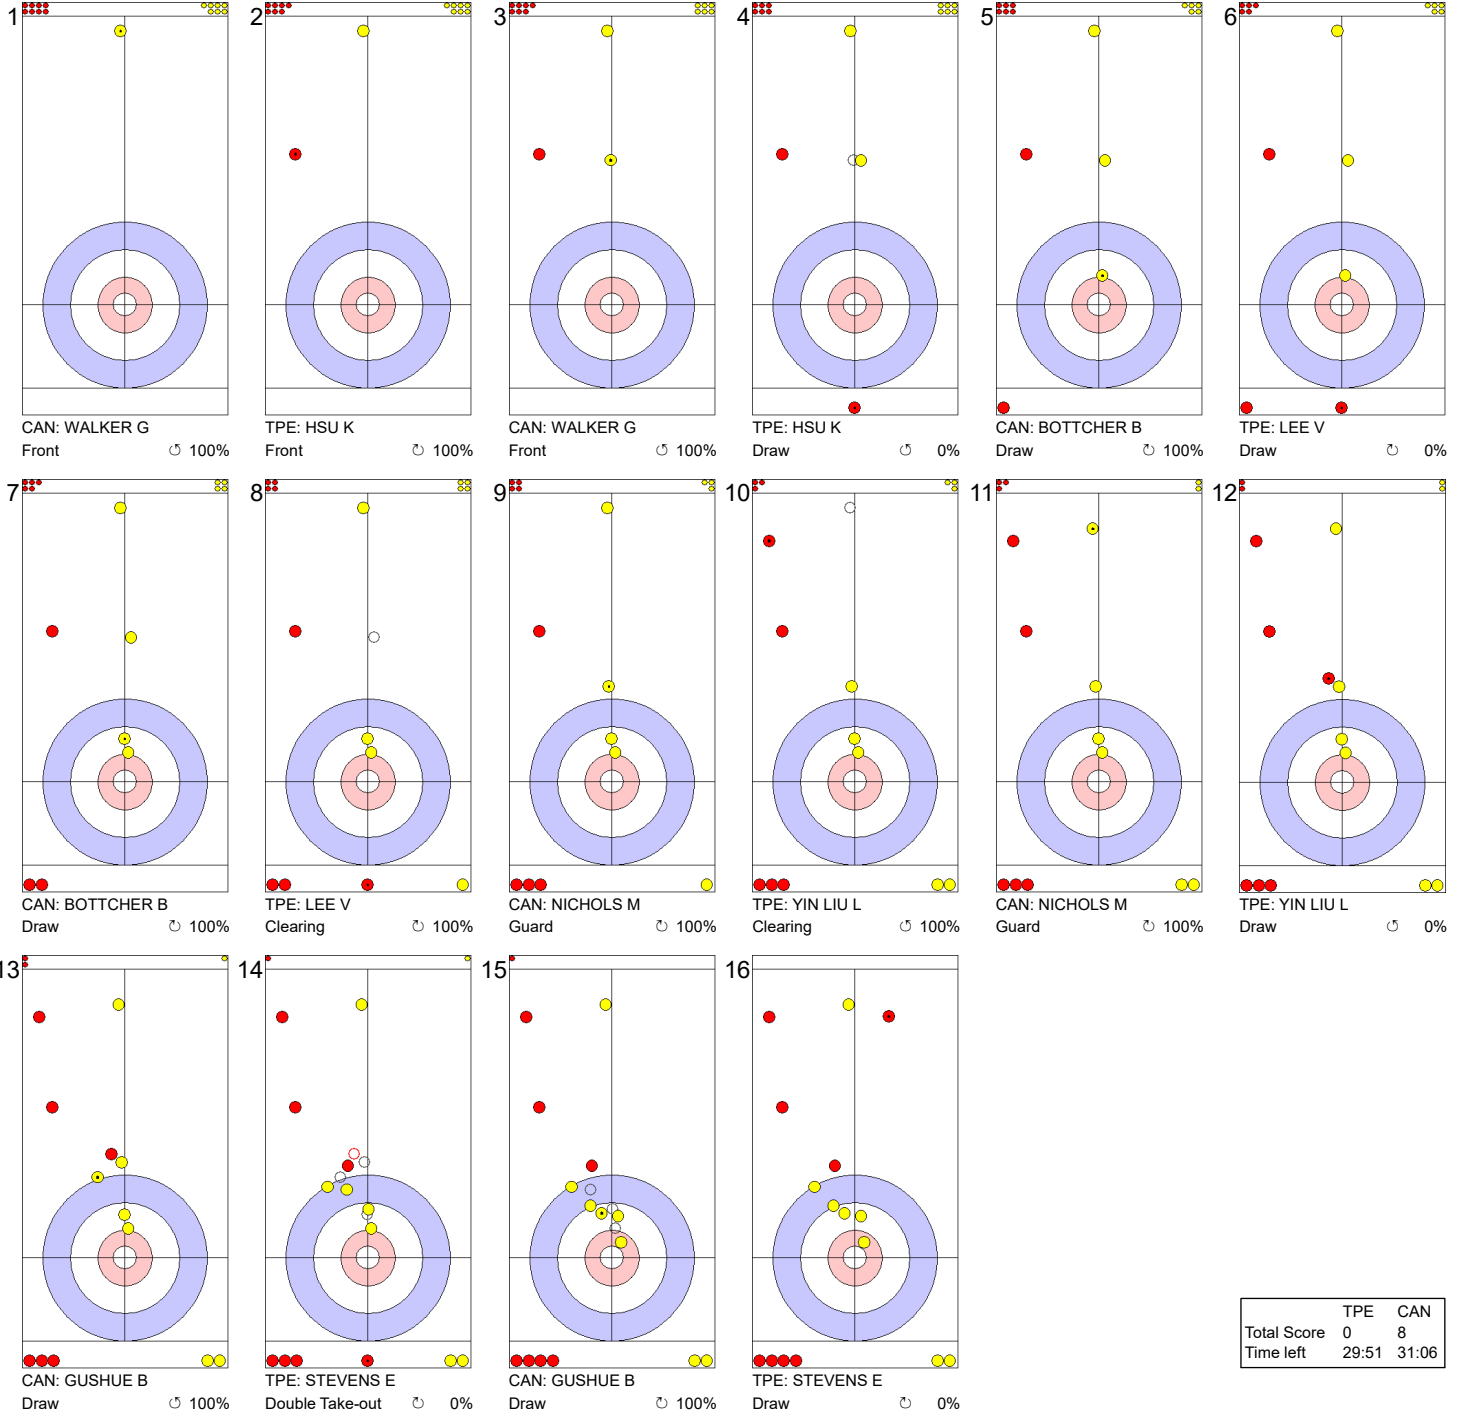 1 2 3 4 5 6
CAN: WALKER G TPE: HSU K CAN: WALKER G TPE: HSU K CAN: BOTTCHER B TPE: LEE V
Front ↺ 100% Front ↻ 100% Front ↻ 100% Draw ↺ 0% Draw ↻ 100% Draw ↻ 0%
7 8 9 10 11 12
CAN: BOTTCHER B TPE: LEE V CAN: NICHOLS M TPE: YIN LIU L CAN: NICHOLS M TPE: YIN LIU L
Draw ↻ 100% Clearing ↻ 100% Guard ↻ 100% Clearing ↺ 100% Guard ↻ 100% Draw ↺ 0%
13 14 15 16
CAN: GUSHUE B TPE: STEVENS E CAN: GUSHUE B TPE: STEVENS E
Draw ↺ 100% Double Take-out ↻ 0% Draw ↻ 100% Draw ↻ 0%
TPE CAN
Total Score 0 8
Time left 29:51 31:06